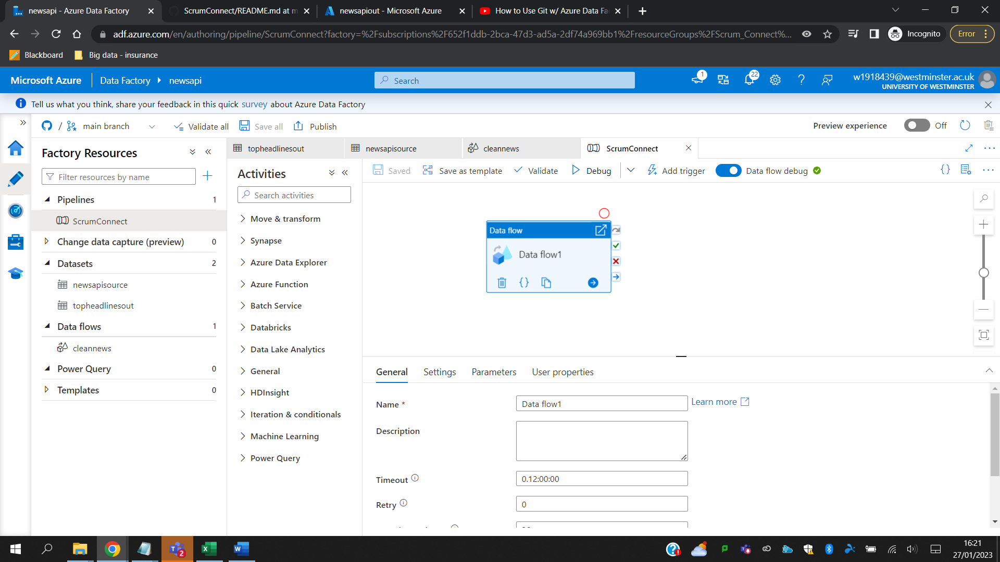 newsapi - Azure Data Factory
ScrumConnect/README.md at m
newsapiout - Microsoft Azure
How to Use Git w/ Azure Data Fa
adf.azure.com/en/authoring/pipeline/ScrumConnect?factory=%2Fsubscriptions%2F652f1ddb-2bca-47d3-ad5a-2df74a969bb1%2FresourceGroups%2FScrum_Connect%...
Incognito
Error
Blackboard
Big data - insurance
Microsoft Azure
Data Factory
newsapi
Search
1
22
w1918439@westminster.ac.uk
UNIVERSITY OF WESTMINSTER
Tell us what you think, share your feedback in this quick survey about Azure Data Factory
/ main branch
Validate all
Save all
Publish
Preview experience
Off
Factory Resources
Filter resources by name
Pipelines 1
ScrumConnect
Change data capture (preview) 0
Datasets 2
newsapisource
topheadlinesout
Data flows 1
cleannews
Power Query 0
Templates 0
topheadlinesout
newsapisource
cleannews
ScrumConnect
Activities
Search activities
Move & transform
Synapse
Azure Data Explorer
Azure Function
Batch Service
Databricks
Data Lake Analytics
General
HDInsight
Iteration & conditionals
Machine Learning
Power Query
Saved
Save as template
Validate
Debug
Add trigger
Data flow debug
Data flow
Data flow1
General
Settings
Parameters
User properties
Name *
Data flow1
Learn more
Description
Timeout
0.12:00:00
Retry
0
2
16:21
27/01/2023